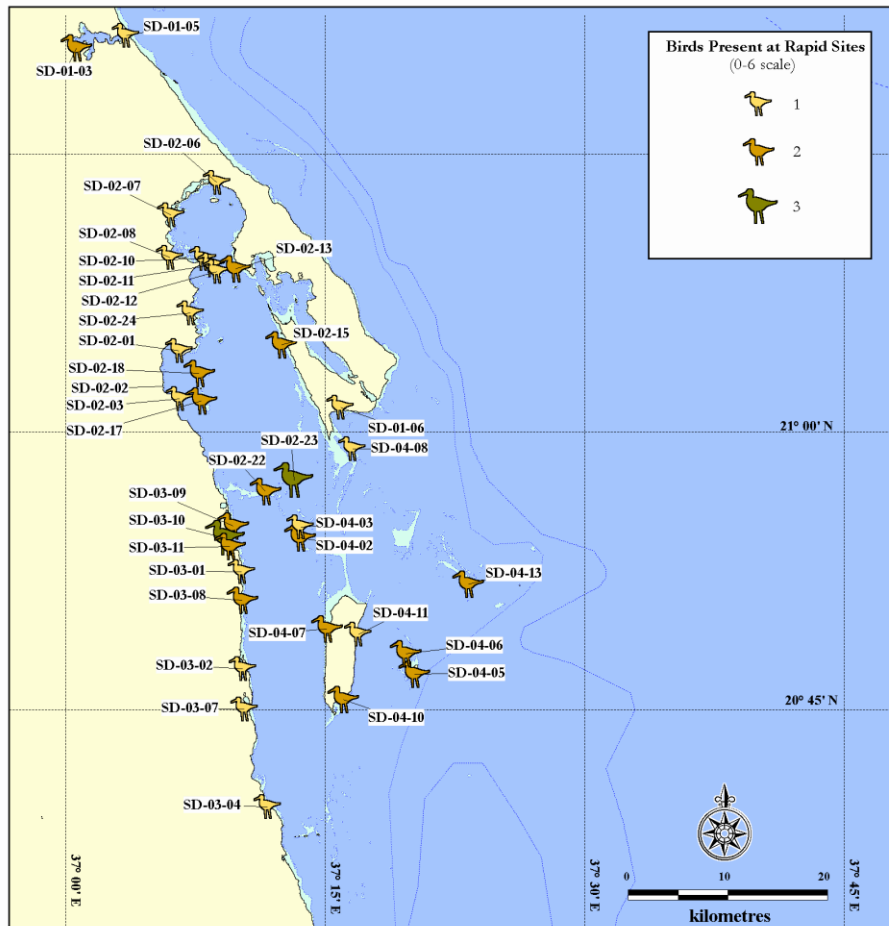 SD-01-05
SD-01-03
Birds Present at Rapid Sites
(0-6 scale)
1
2
3
SD-02-06
SD-02-07
SD-02-08
SD-02-10
SD-02-11
SD-02-12
SD-02-13
SD-02-24
SD-02-01
SD-02-15
SD-02-18
SD-02-02
SD-02-03
SD-02-17
SD-01-06
21° 00' N
SD-04-08
SD-02-23
SD-02-22
SD-03-09
SD-03-10
SD-03-11
SD-04-03
SD-04-02
SD-03-01
SD-04-13
SD-03-08
SD-04-11
SD-04-07
SD-04-06
SD-04-05
SD-03-02
SD-03-07
SD-04-10
20° 45' N
SD-03-04
37° 00' E
37° 15' E
37° 30' E
37° 45' E
0 10 20
kilometres